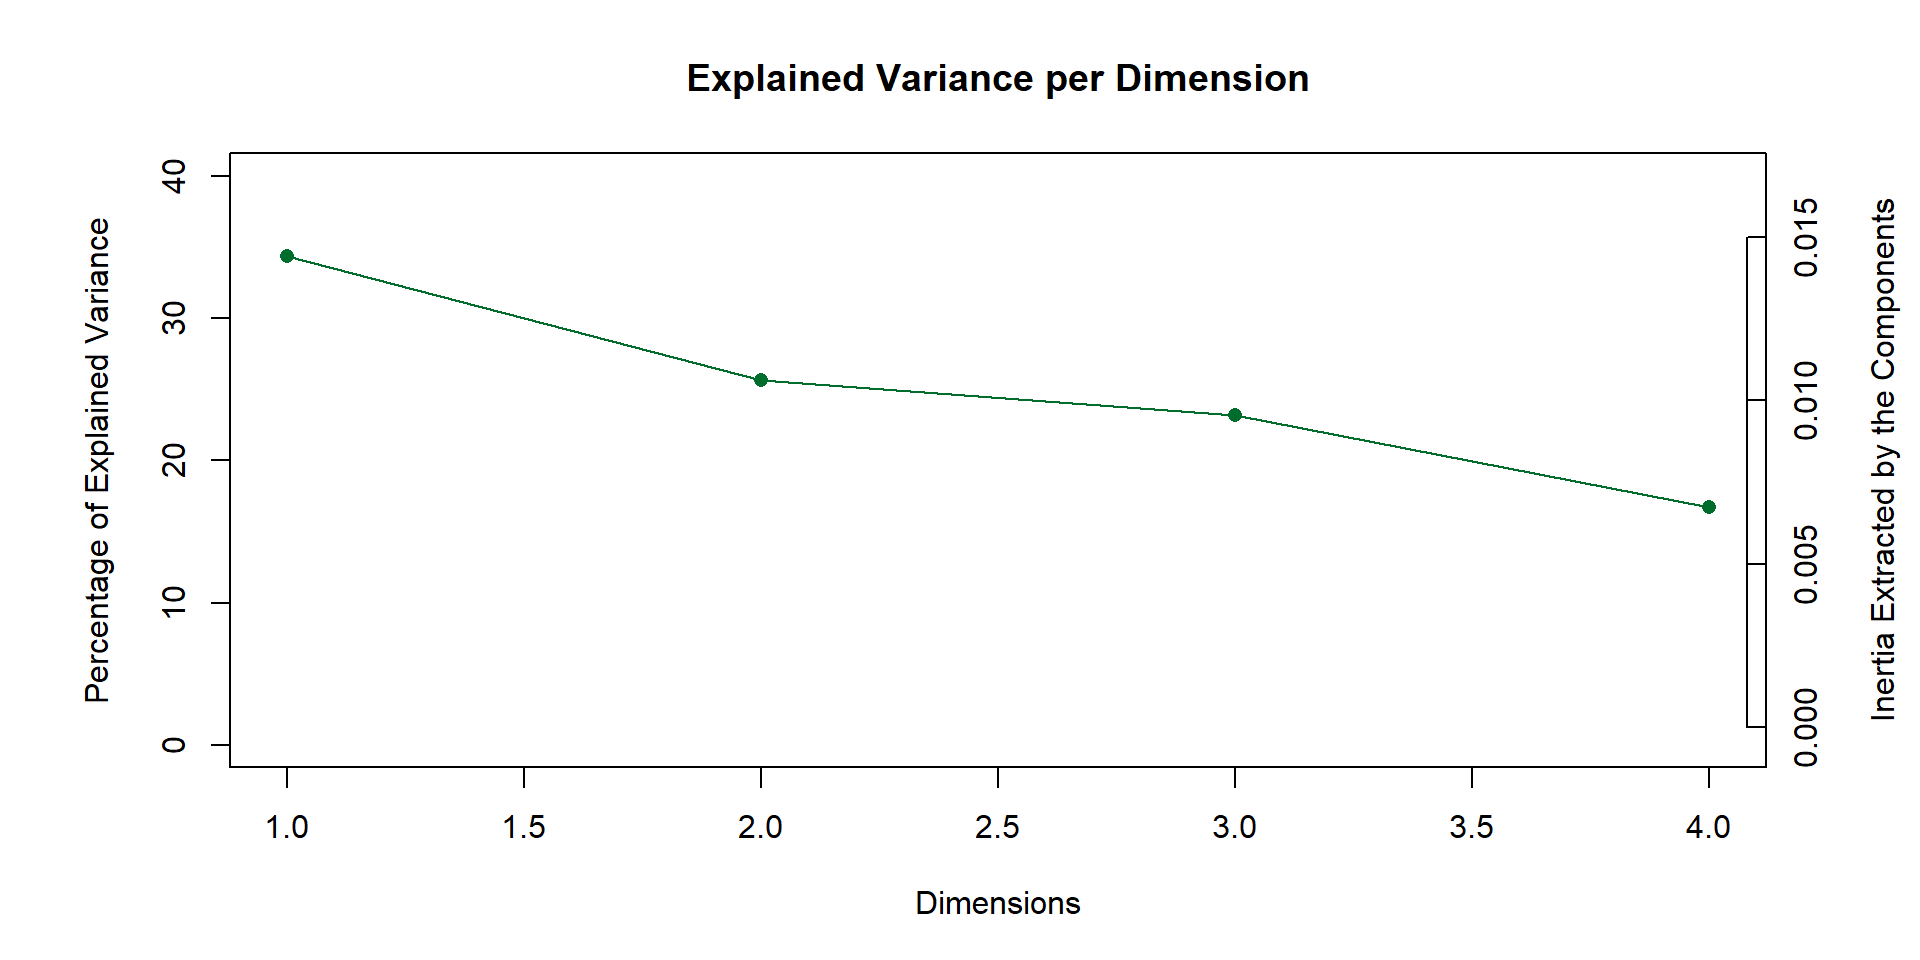 Explained Variance per Dimension
Percentage of Explained Variance
40
30
20
10
0
0.015
0.010
0.005
0.000
Inertia Extracted by the Components
1.0 1.5 2.0 2.5 3.0 3.5 4.0
Dimensions